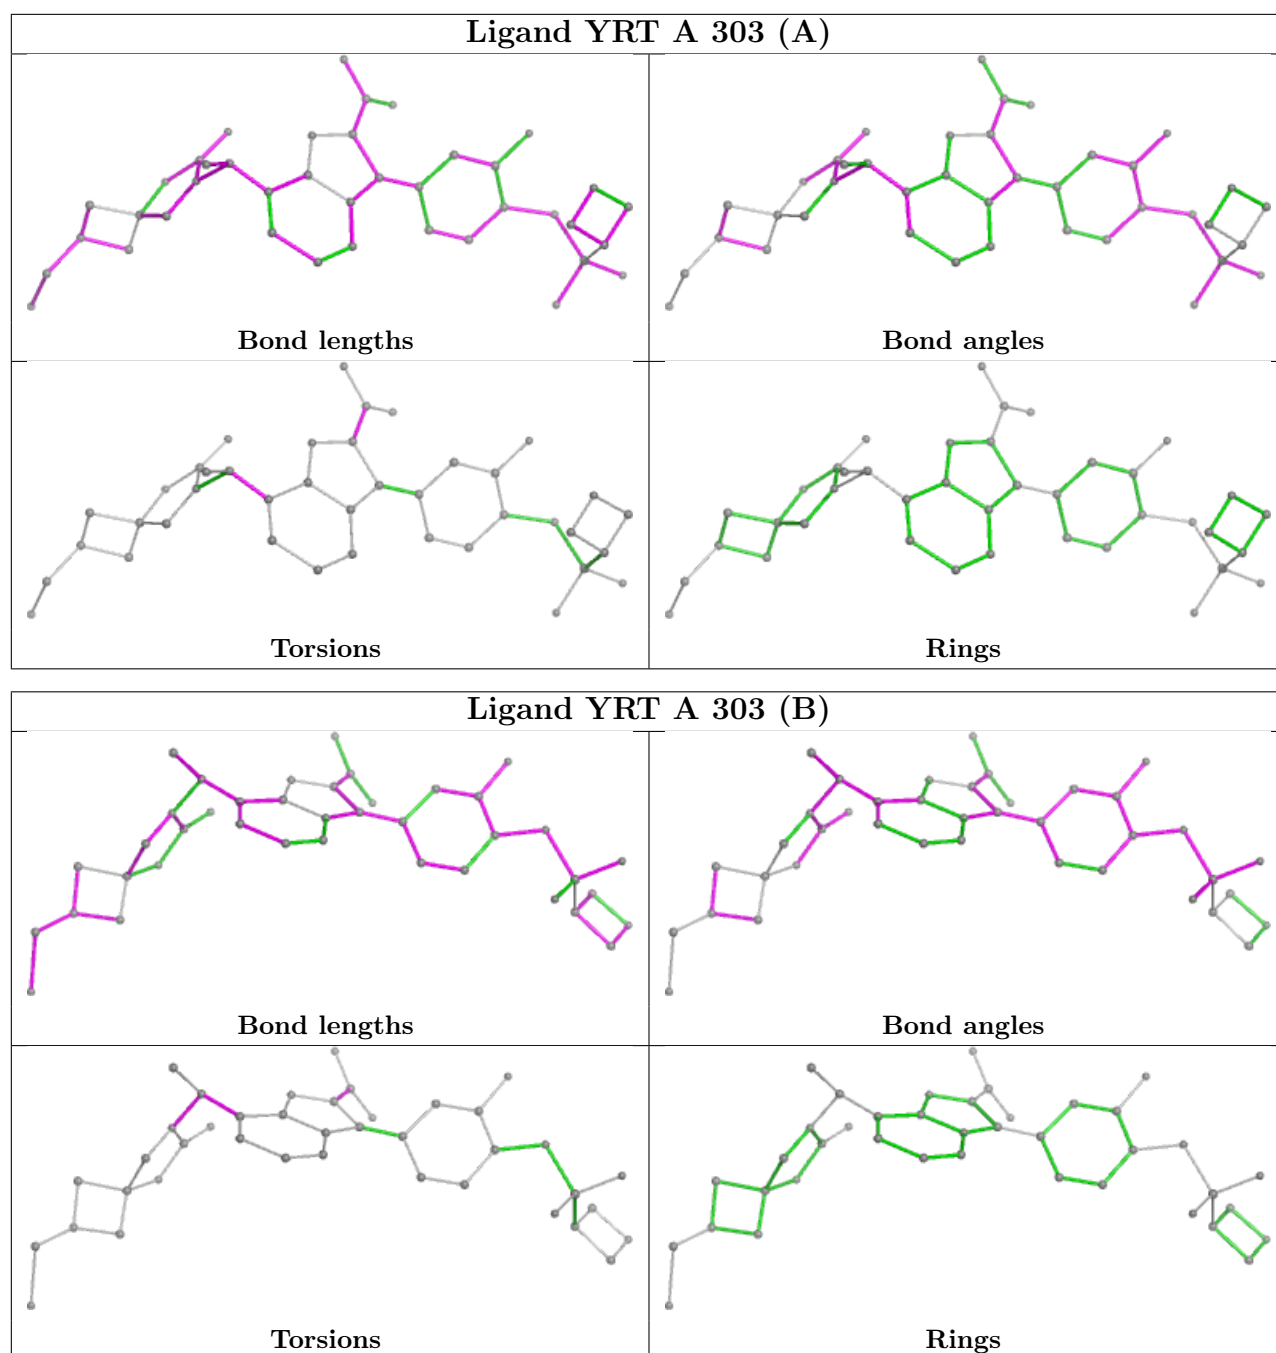 Ligand YRT A 303 (A)
Bond lengths
Bond angles
Torsions
Rings
Ligand YRT A 303 (B)
Bond lengths
Bond angles
Torsions
Rings